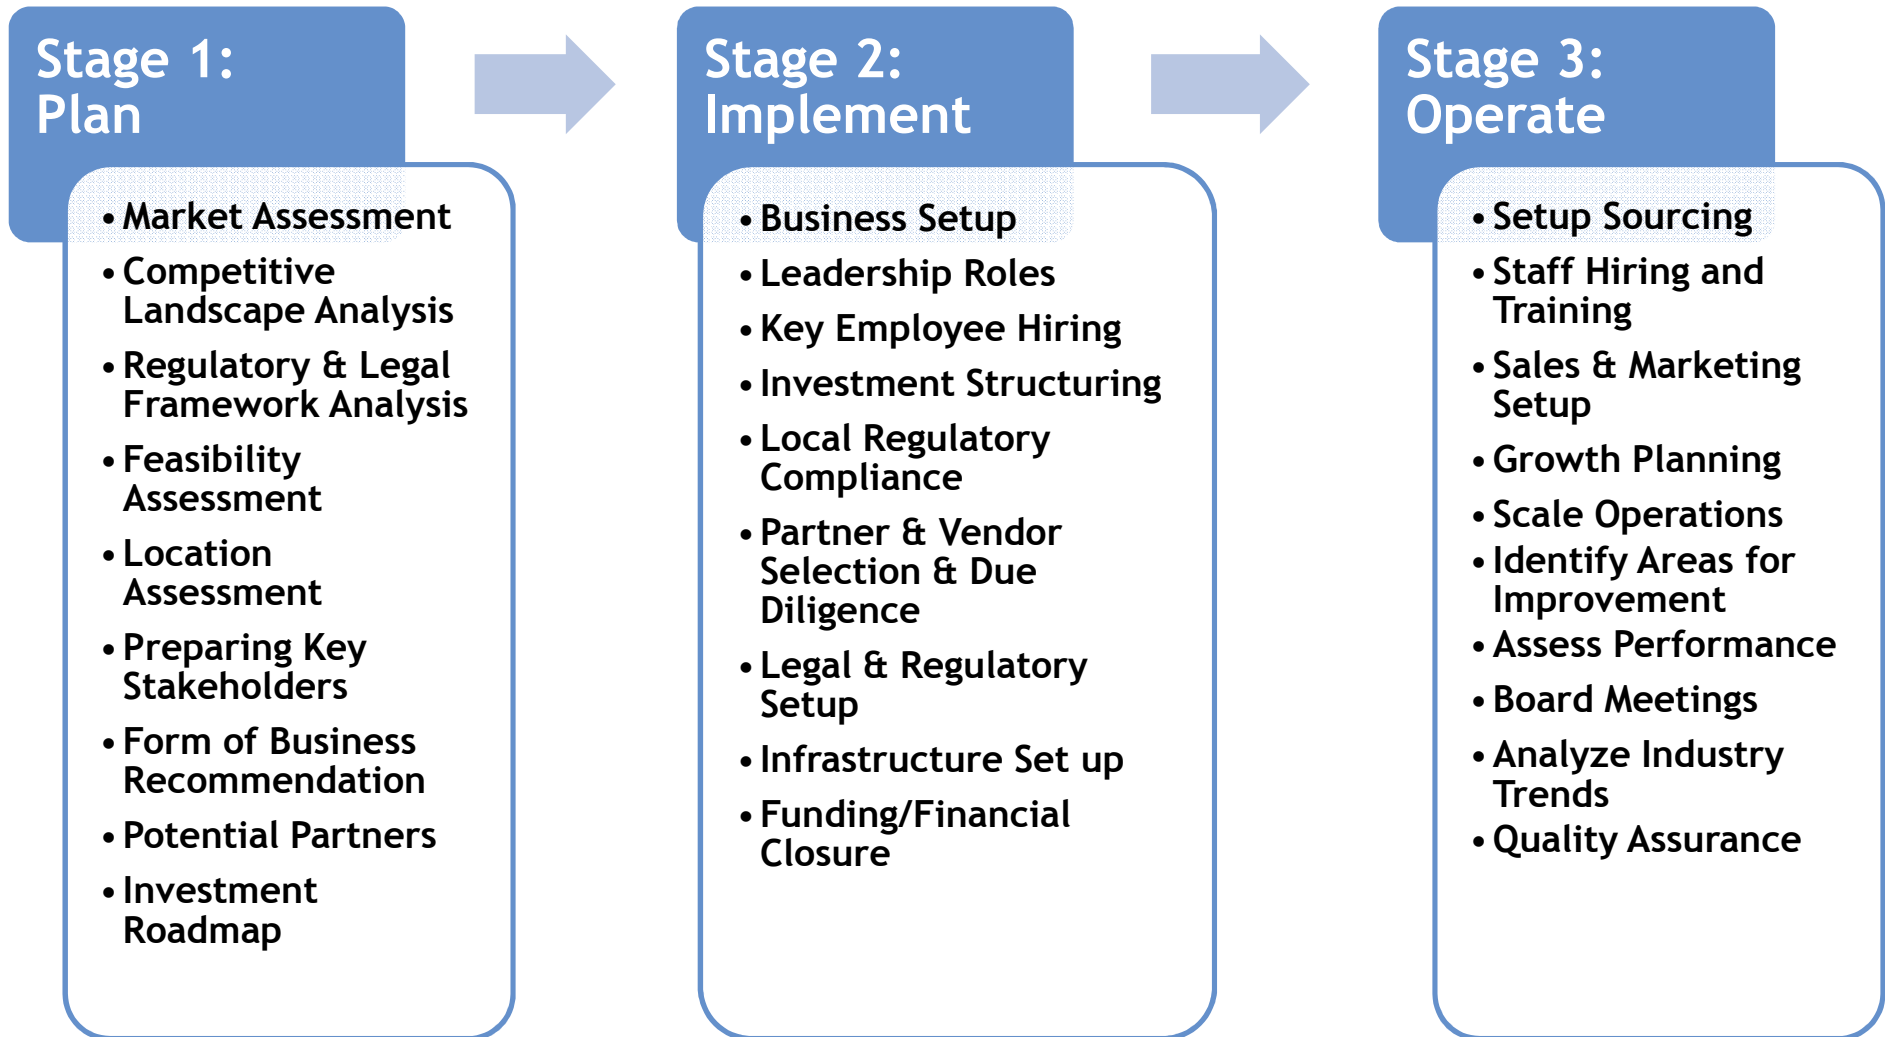 Stage 1:
Plan
• Market Assessment
• Competitive
Landscape Analysis
• Regulatory & Legal
Framework Analysis
• Feasibility
Assessment
• Location
Assessment
• Preparing Key
Stakeholders
• Form of Business
Recommendation
• Potential Partners
• Investment
Roadmap
Stage 2:
Implement
• Business Setup
• Leadership Roles
• Key Employee Hiring
• Investment Structuring
• Local Regulatory
Compliance
• Partner & Vendor
Selection & Due
Diligence
• Legal & Regulatory
Setup
• Infrastructure Set up
• Funding/Financial
Closure
Stage 3:
Operate
• Setup Sourcing
• Staff Hiring and
Training
• Sales & Marketing
Setup
• Growth Planning
• Scale Operations
• Identify Areas for
Improvement
• Assess Performance
• Board Meetings
• Analyze Industry
Trends
• Quality Assurance